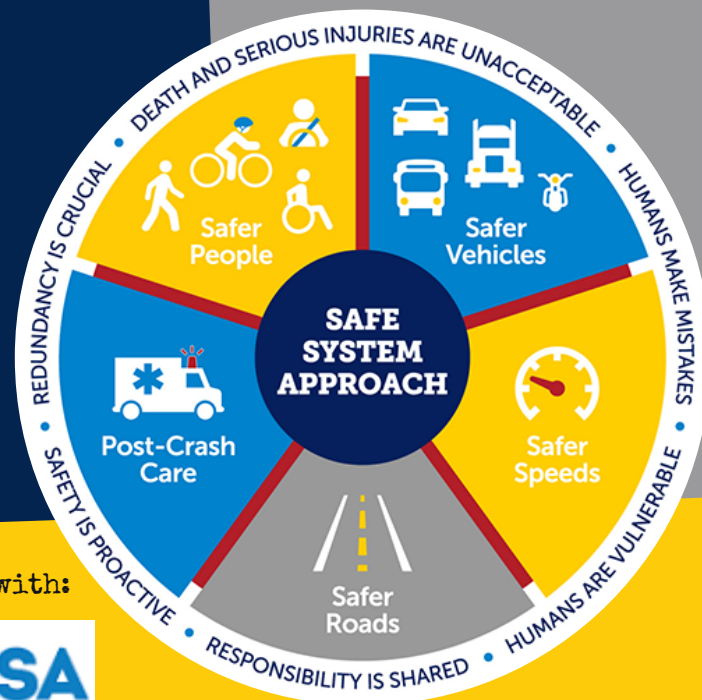 DEATH AND SERIOUS INJURIES ARE UNACCEPTABLE
HUMANS MAKE MISTAKES
HUMANS ARE VULNERABLE
RESPONSIBILITY IS SHARED
SAFETY IS PROACTIVE
REDUNDANCY IS CRUCIAL
Safer
People
Safer
Vehicles
SAFE
SYSTEM
APPROACH
Post-Crash
Care
Safer
Speeds
Safer
Roads
with:
SA